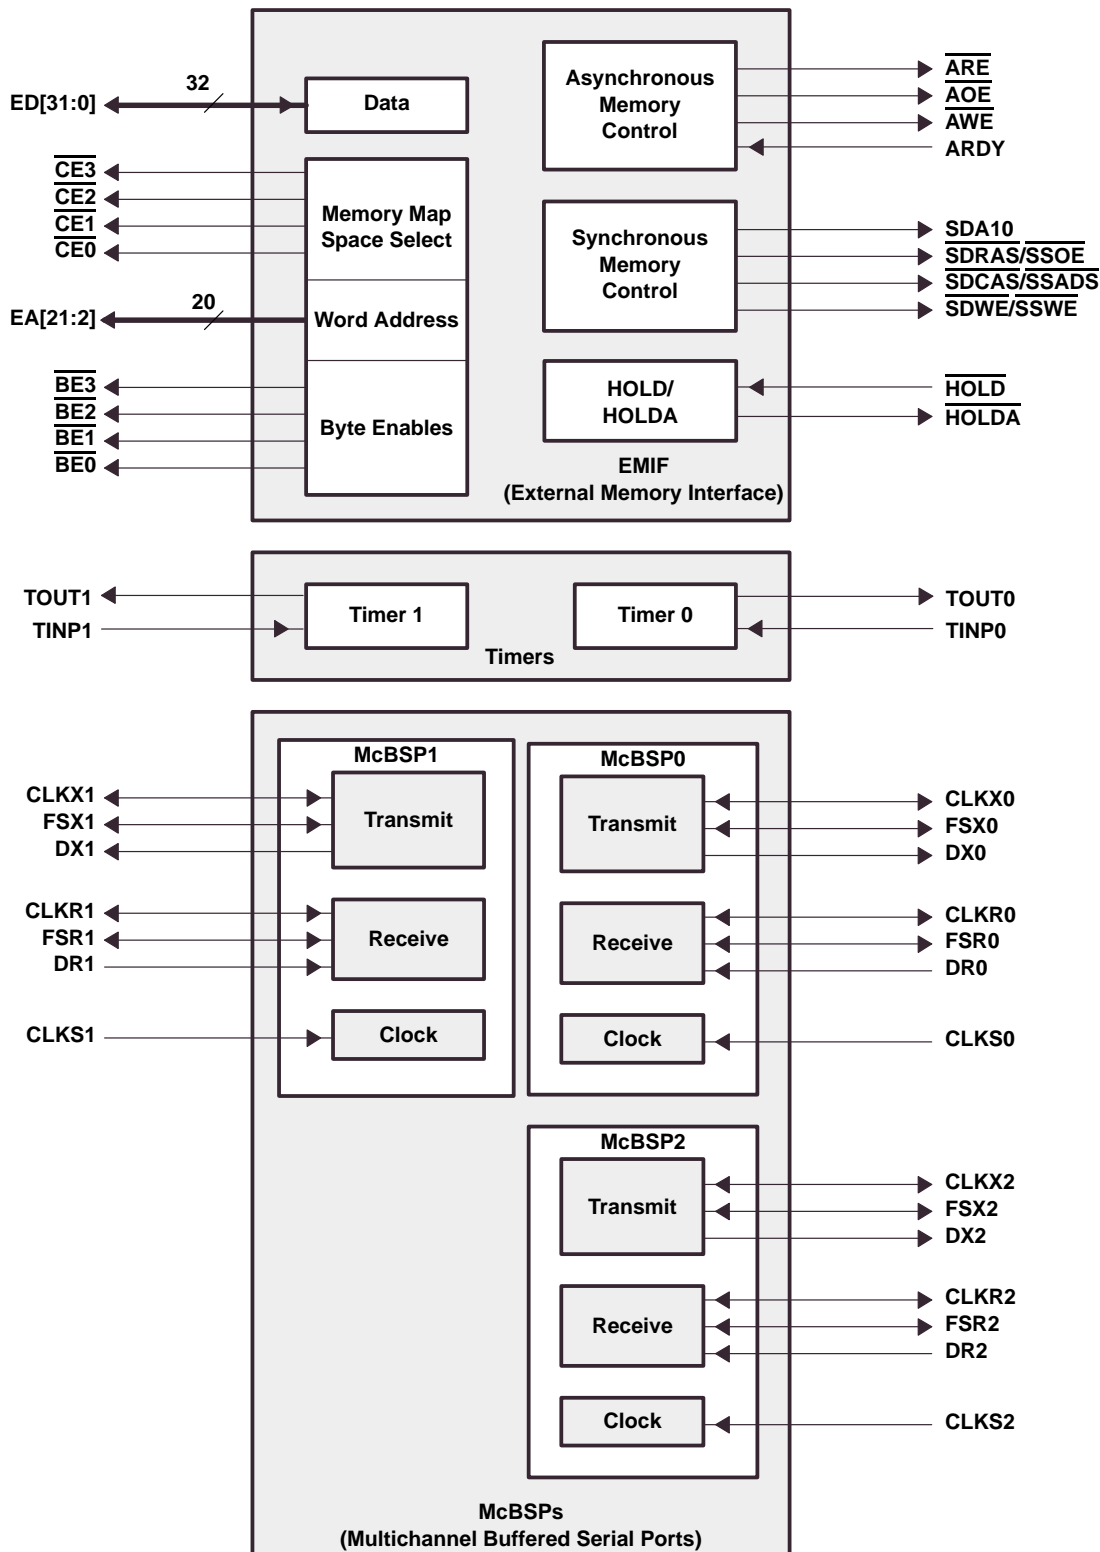 32
ED[31:0]
Data
CE3
CE2
CE1
CE0
Memory Map
Space Select
20
EA[21:2]
Word Address
BE3
BE2
BE1
BE0
Byte Enables
Asynchronous
Memory
Control
ARE
AOE
AWE
ARDY
Synchronous
Memory
Control
SDA10
SDRAS/SSOE
SDCAS/SSADS
SDWE/SSWE
HOLD/
HOLDA
HOLD
HOLDA
EMIF
(External Memory Interface)
TOUT1
TINP1
Timer 1
Timer 0
TOUT0
TINP0
Timers
McBSP1
CLKX1
FSX1
DX1
Transmit
CLKR1
FSR1
DR1
Receive
CLKS1
Clock
McBSP0
Transmit
CLKX0
FSX0
DX0
Receive
CLKR0
FSR0
DR0
Clock
CLKS0
McBSP2
Transmit
CLKX2
FSX2
DX2
Receive
CLKR2
FSR2
DR2
Clock
CLKS2
McBSPs
(Multichannel Buffered Serial Ports)